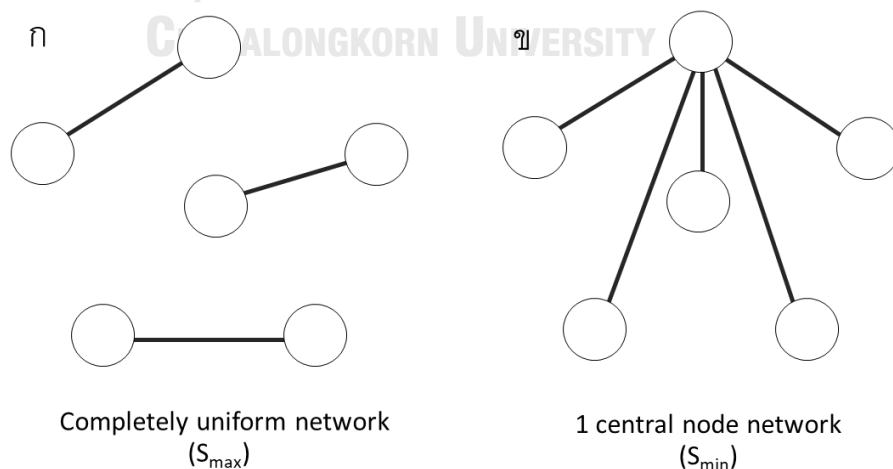 ก
CHULALONGKORN UNIVERSITY
ข
Completely uniform network
(Smax)
1 central node network
(Smin)